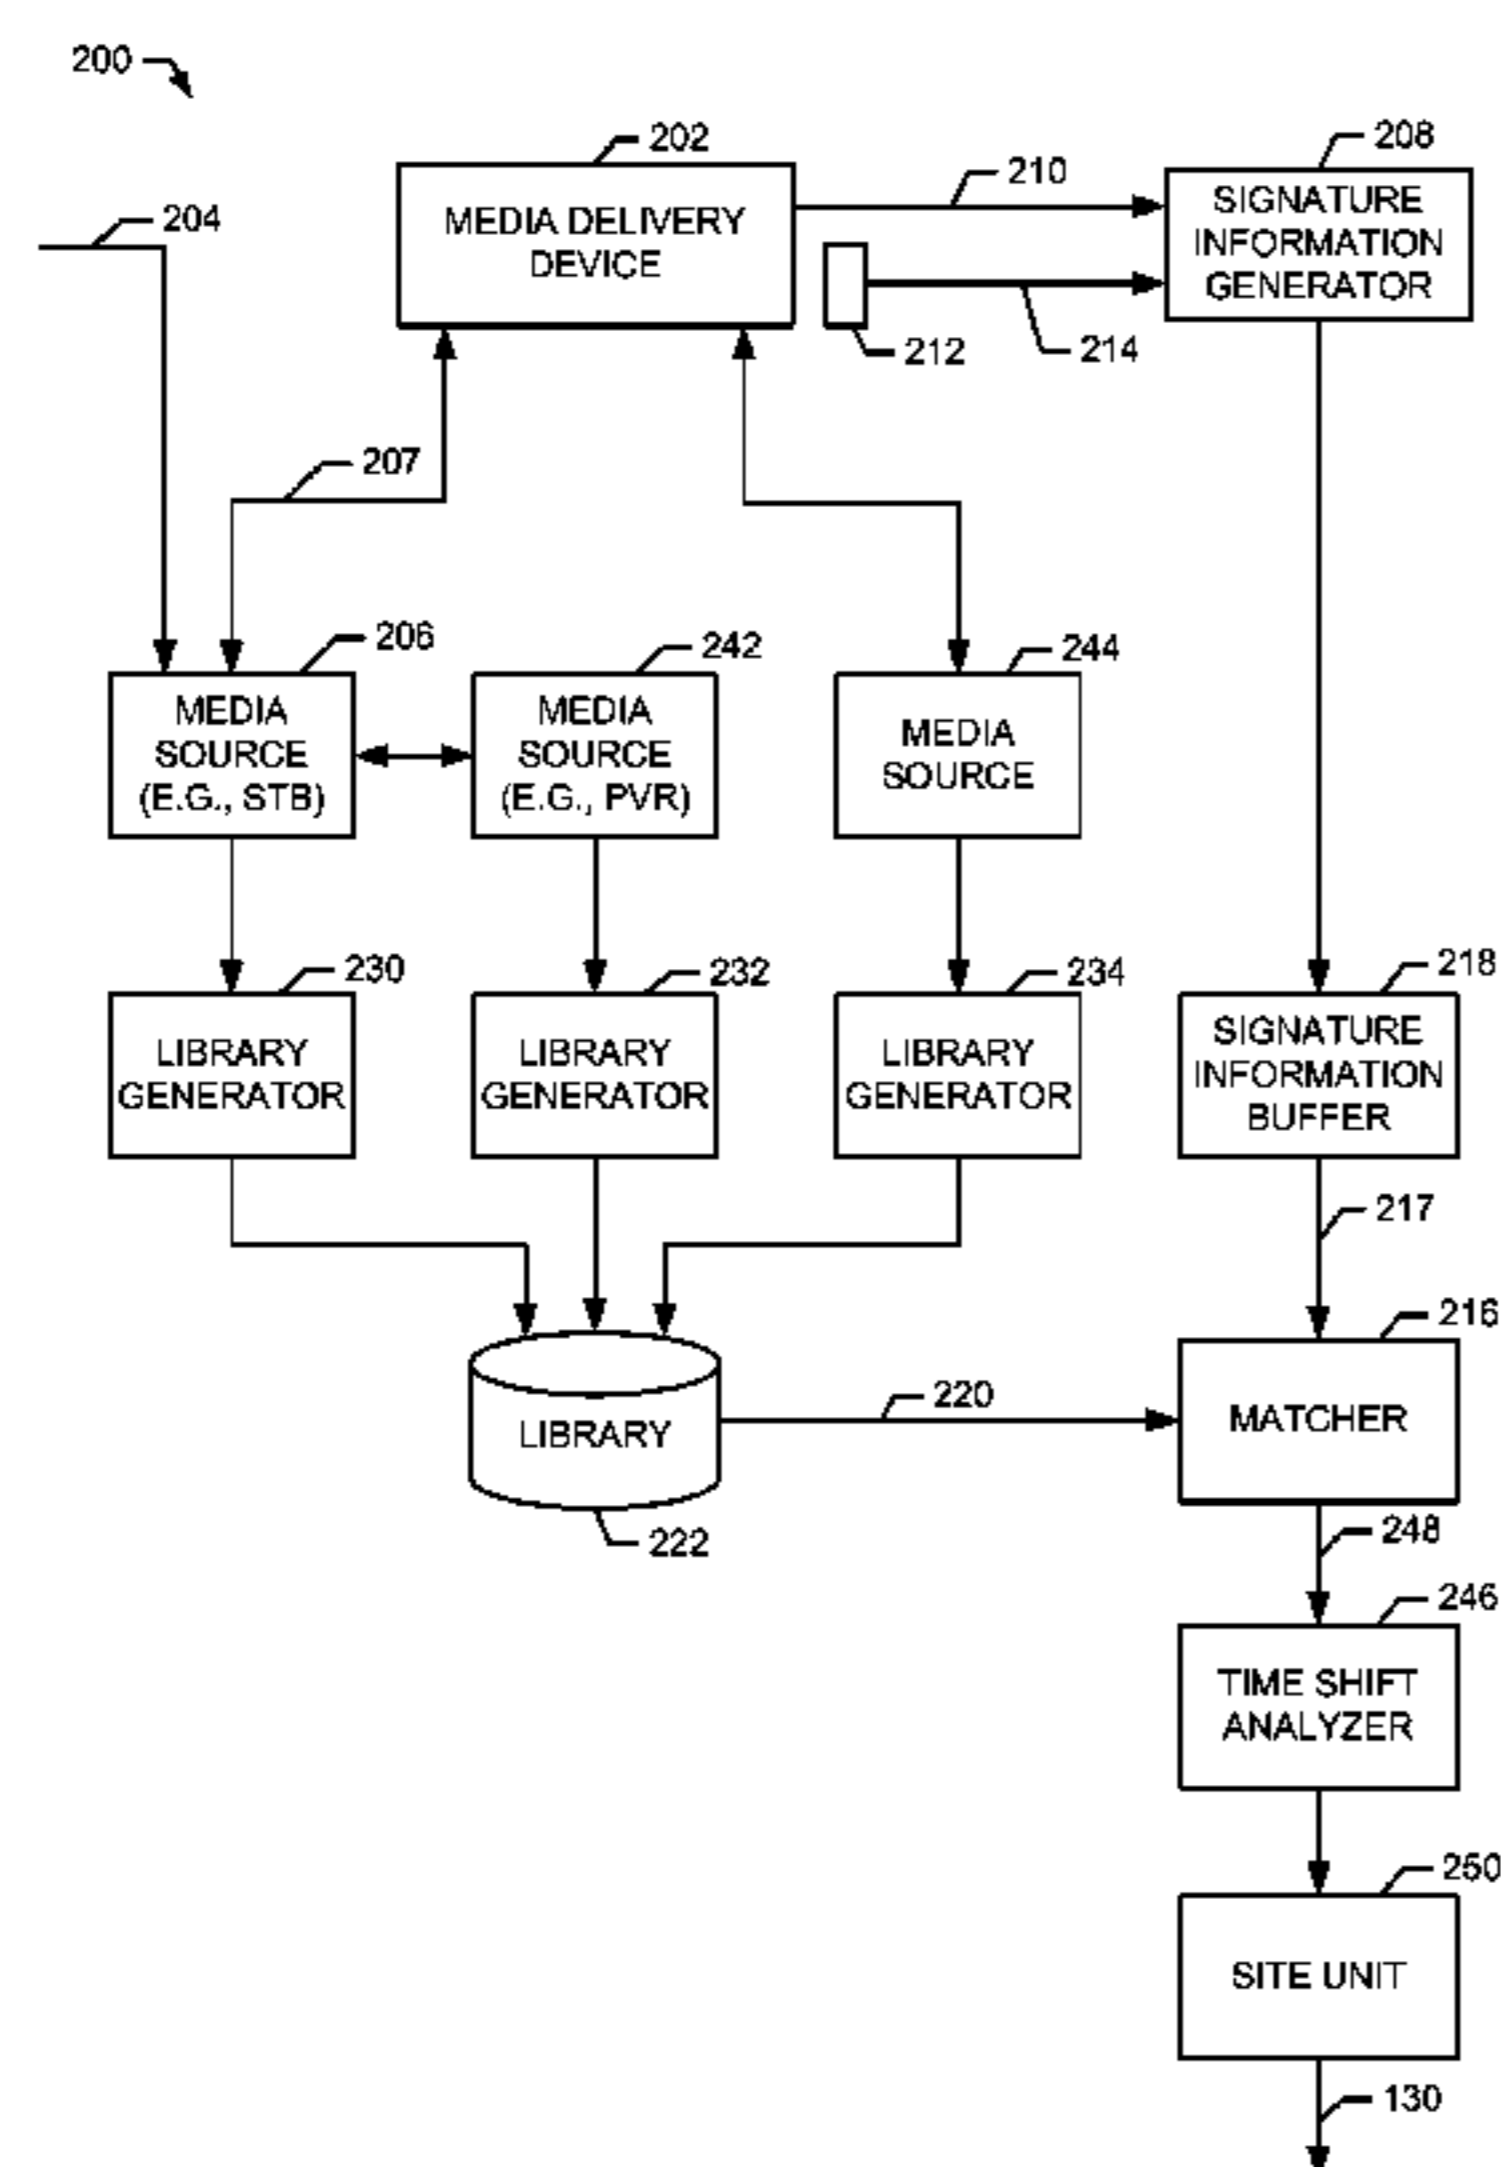 200
202
208
204
210
MEDIA DELIVERY
DEVICE
SIGNATURE
INFORMATION
GENERATOR
212
214
207
206
242
244
MEDIA
SOURCE
(E.G., STB)
MEDIA
SOURCE
(E.G., PVR)
MEDIA
SOURCE
230
232
234
218
LIBRARY
GENERATOR
LIBRARY
GENERATOR
LIBRARY
GENERATOR
SIGNATURE
INFORMATION
BUFFER
217
216
220
LIBRARY
MATCHER
222
248
246
TIME SHIFT
ANALYZER
250
SITE UNIT
130